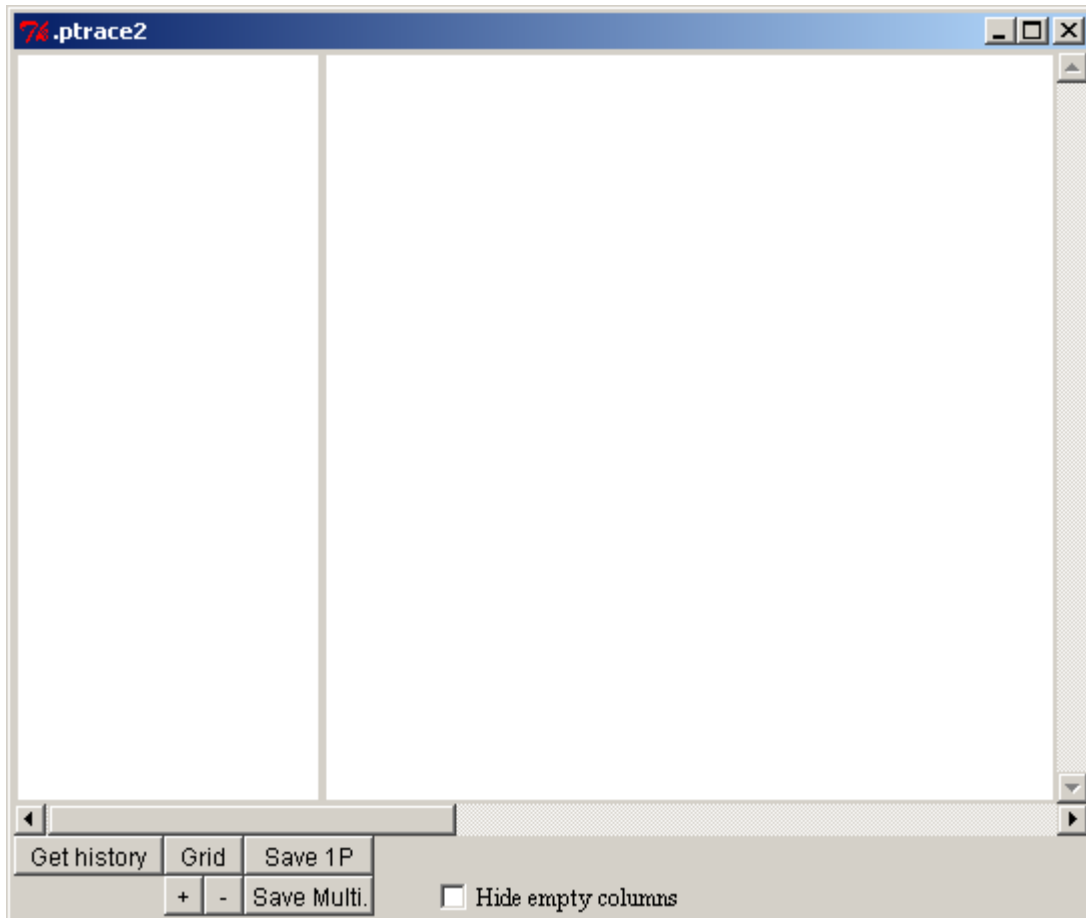 .ptrace2
Get history Grid Save 1P
+ - Save Multi. Hide empty columns